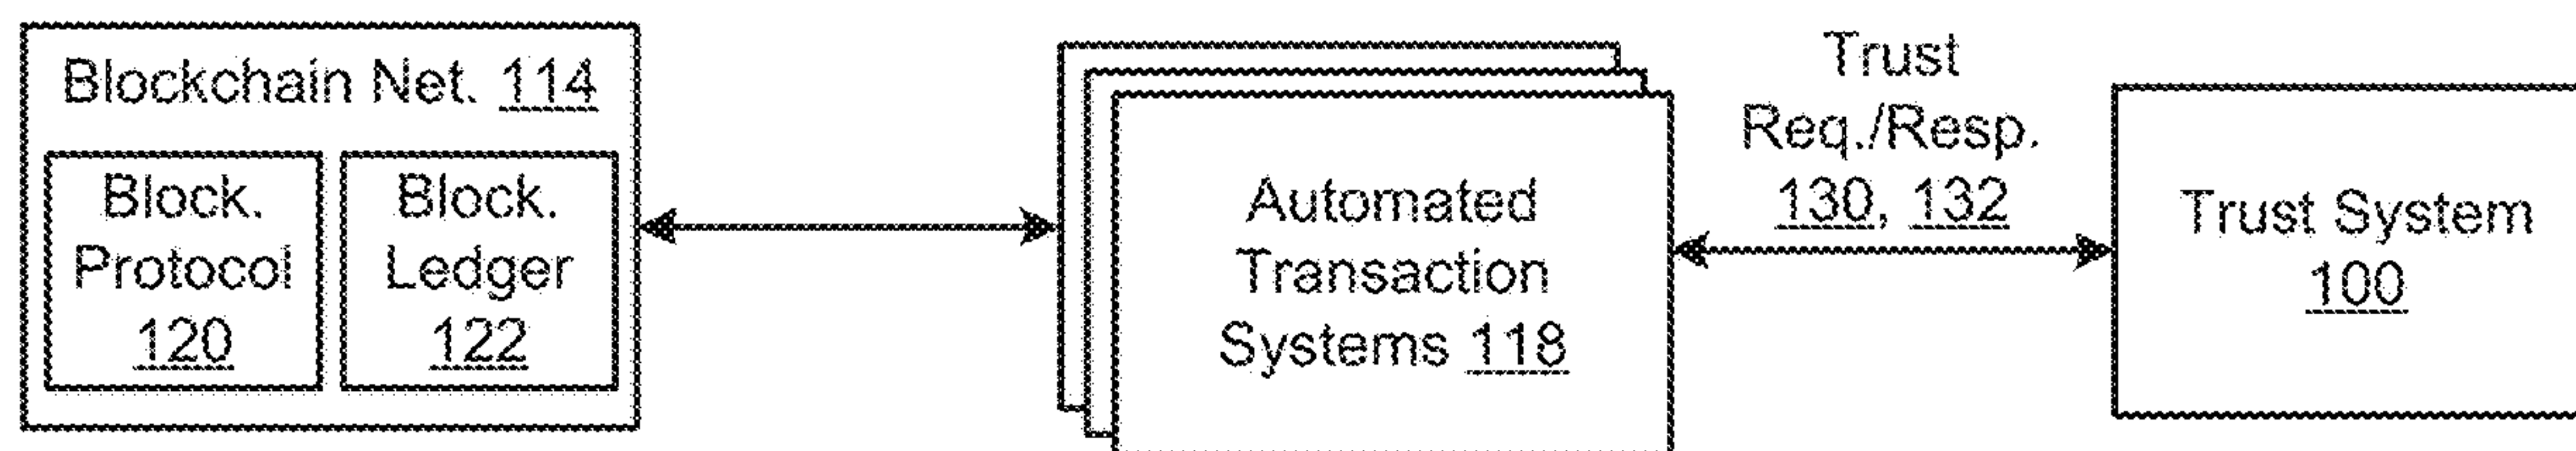 Blockchain Net. 114
Block.
Protocol
120
Block.
Ledger
122
Automated
Transaction
Systems 118
Trust
Req./Resp.
130, 132
Trust System
100